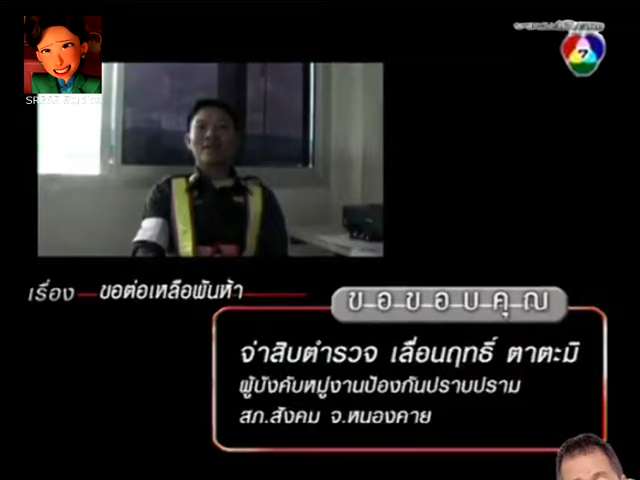 7
เรื่อง ขอต่อเหลือพันห้า
ขอขอบคุณ
จ่าสิบตำรวจ เลื่อนฤทธิ์ ตาตะมิ
ผู้บังคับหมู่งานป้องกันปราบปราม
สภ.สังคม จ.หนองคาย